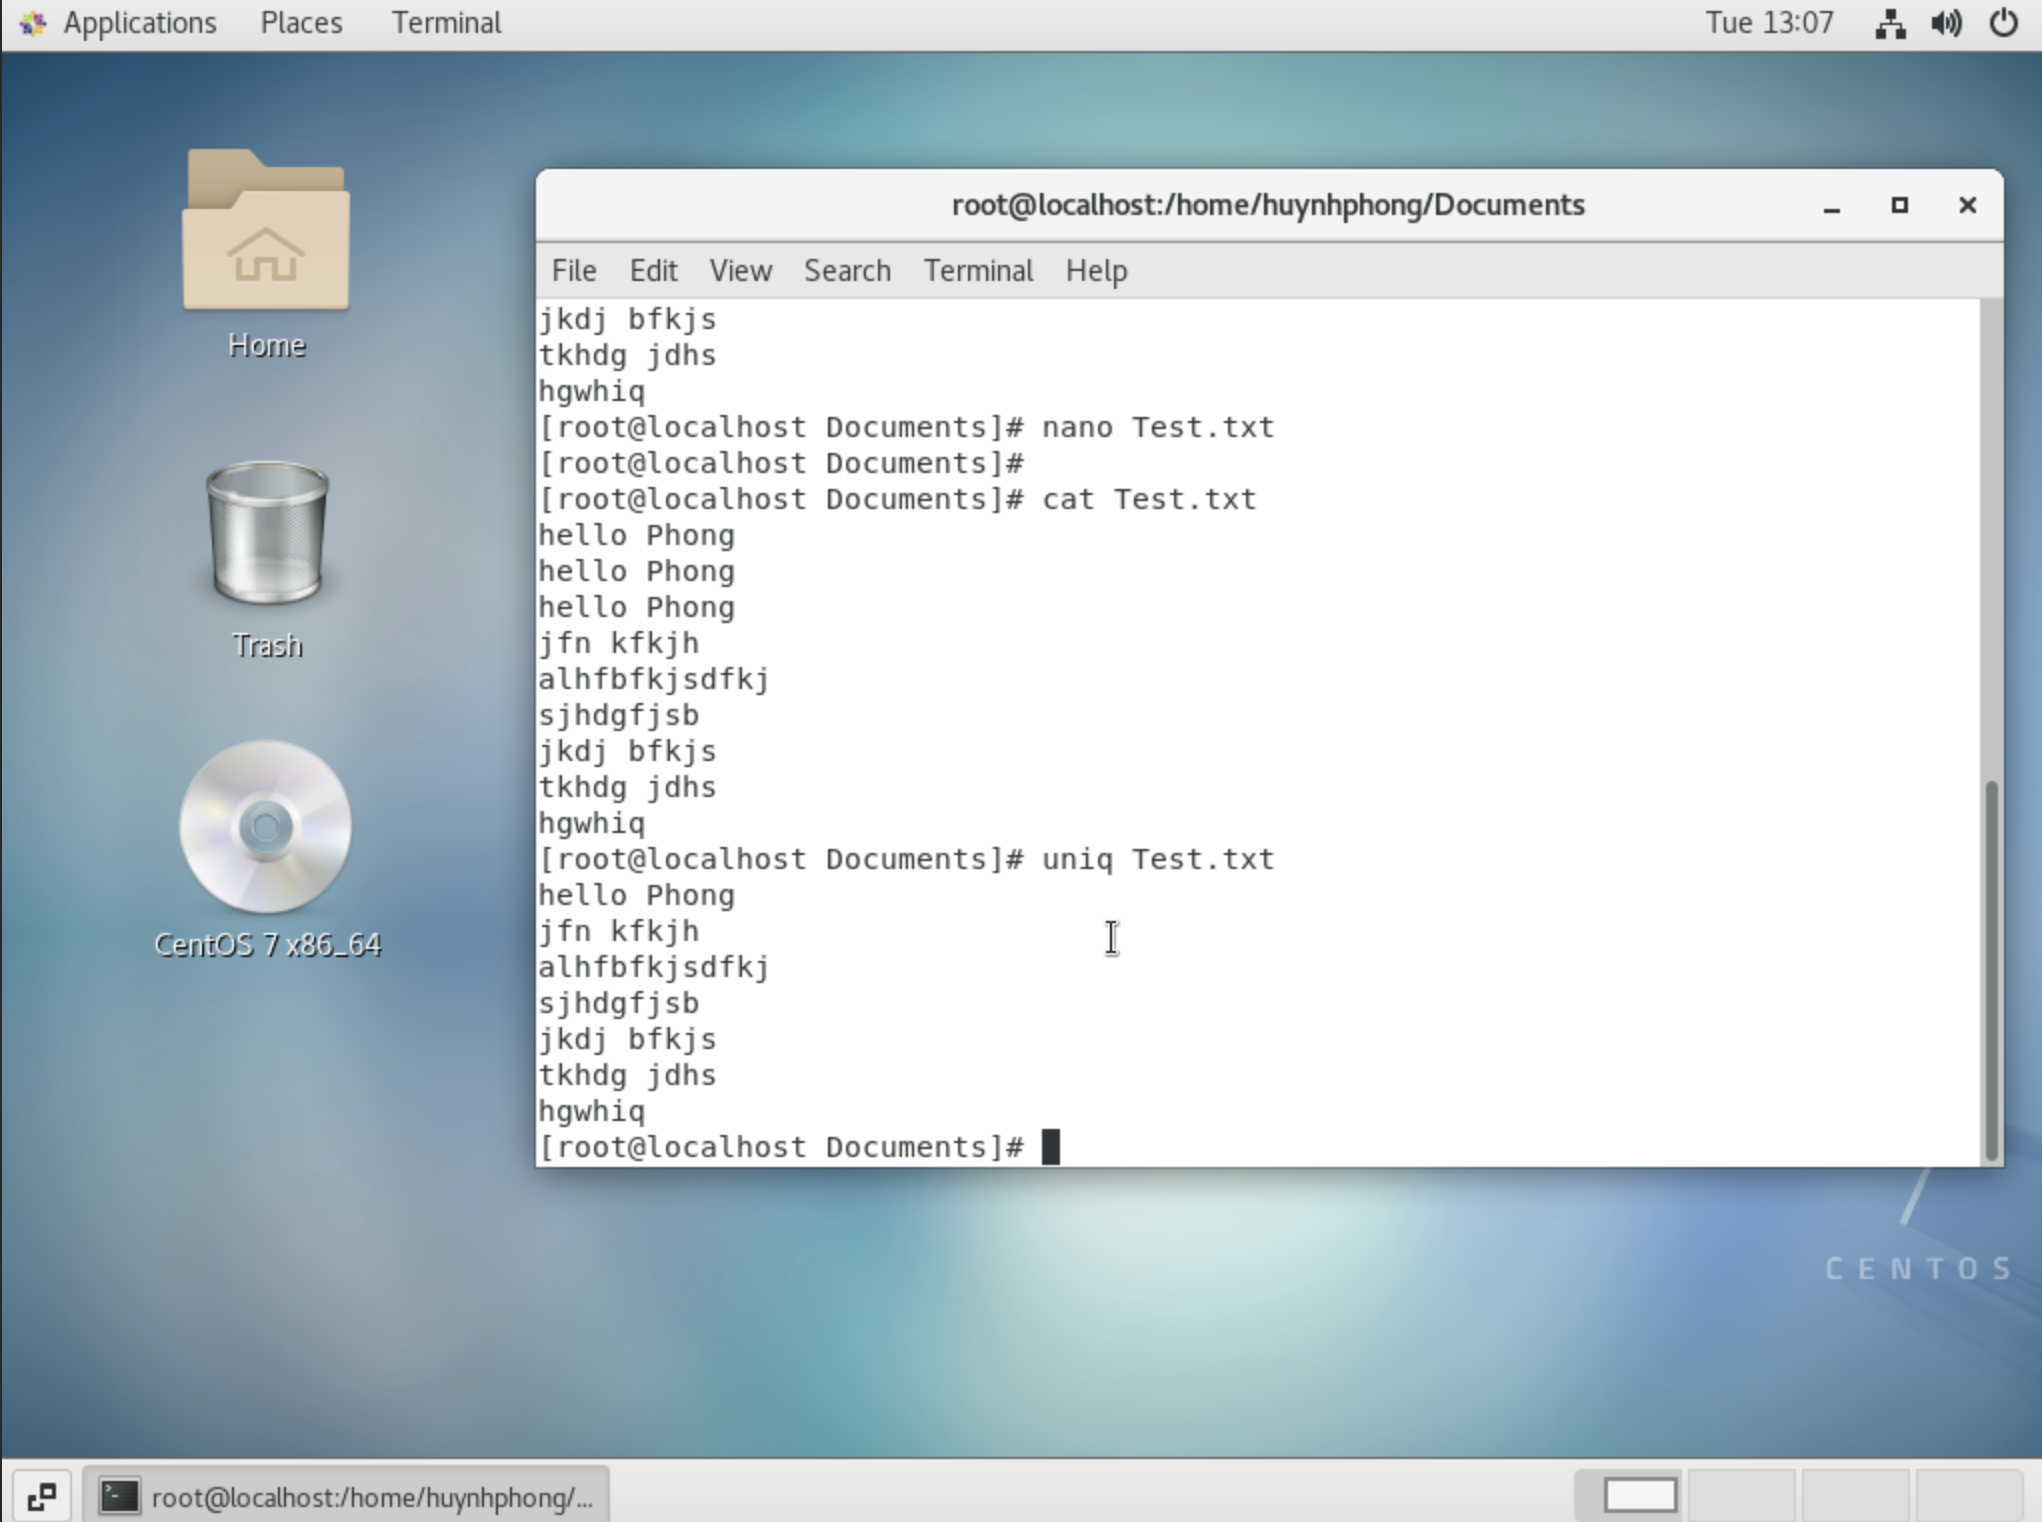 Applications Places Terminal Tue 13:07
Home
Trash
CentOS 7 x86_64
root@localhost:/home/huynhphong/Documents
File Edit View Search Terminal Help
jkdj bfkjs
tkhdg jdhs
hgwhiq
[root@localhost Documents]# nano Test.txt
[root@localhost Documents]#
[root@localhost Documents]# cat Test.txt
hello Phong
hello Phong
hello Phong
jfn kfkjh
alhfbfkjsdfkj
sjhdgfjsb
jkdj bfkjs
tkhdg jdhs
hgwhiq
[root@localhost Documents]# uniq Test.txt
hello Phong
jfn kfkjh
alhfbfkjsdfkj
sjhdgfjsb
jkdj bfkjs
tkhdg jdhs
hgwhiq
[root@localhost Documents]#
CENTOS
root@localhost:/home/huynhphong/...